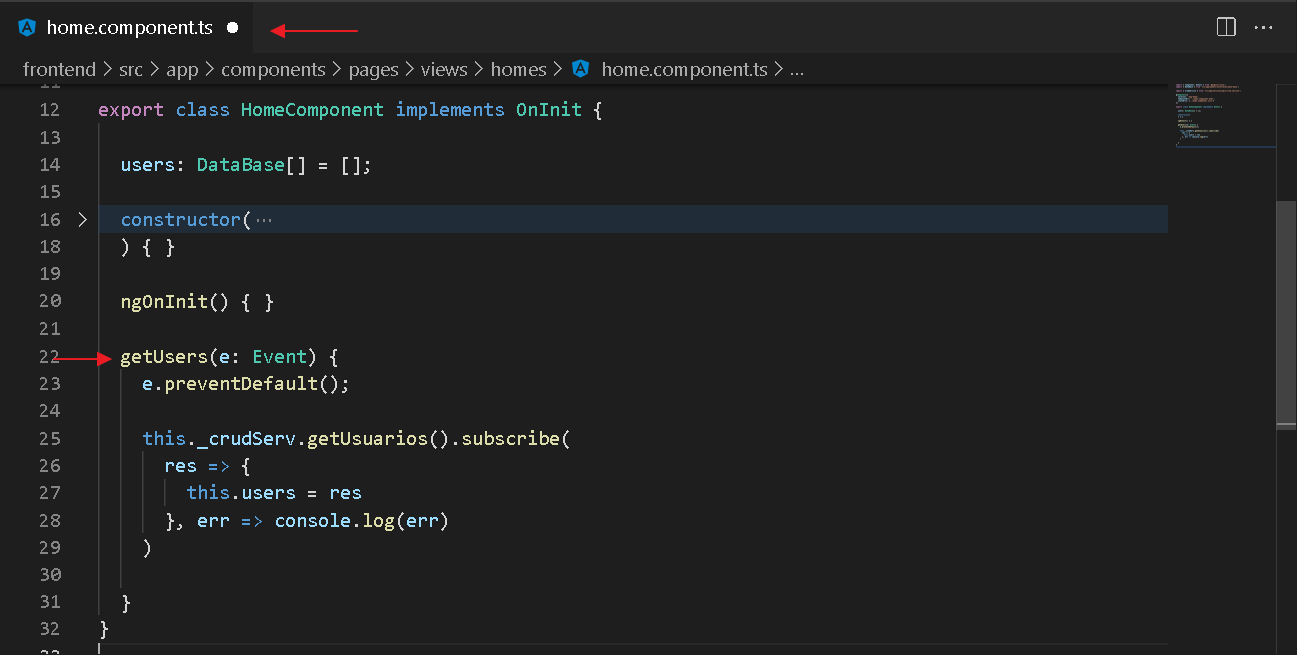 home.component.ts
frontend > src > app > components > pages > views > homes > home.component.ts > ...
11
12 export class HomeComponent implements OnInit {
13
14 users: DataBase[] = [];
15
16 > constructor(...
18 ) { }
19
20 ngOnInit() { }
21
22 getUsers(e: Event) {
23 e.preventDefault();
24
25 this._crudServ.getUsuarios().subscribe(
26 res => {
27 this.users = res
28 }, err => console.log(err)
29 )
30
31 }
32 }
33